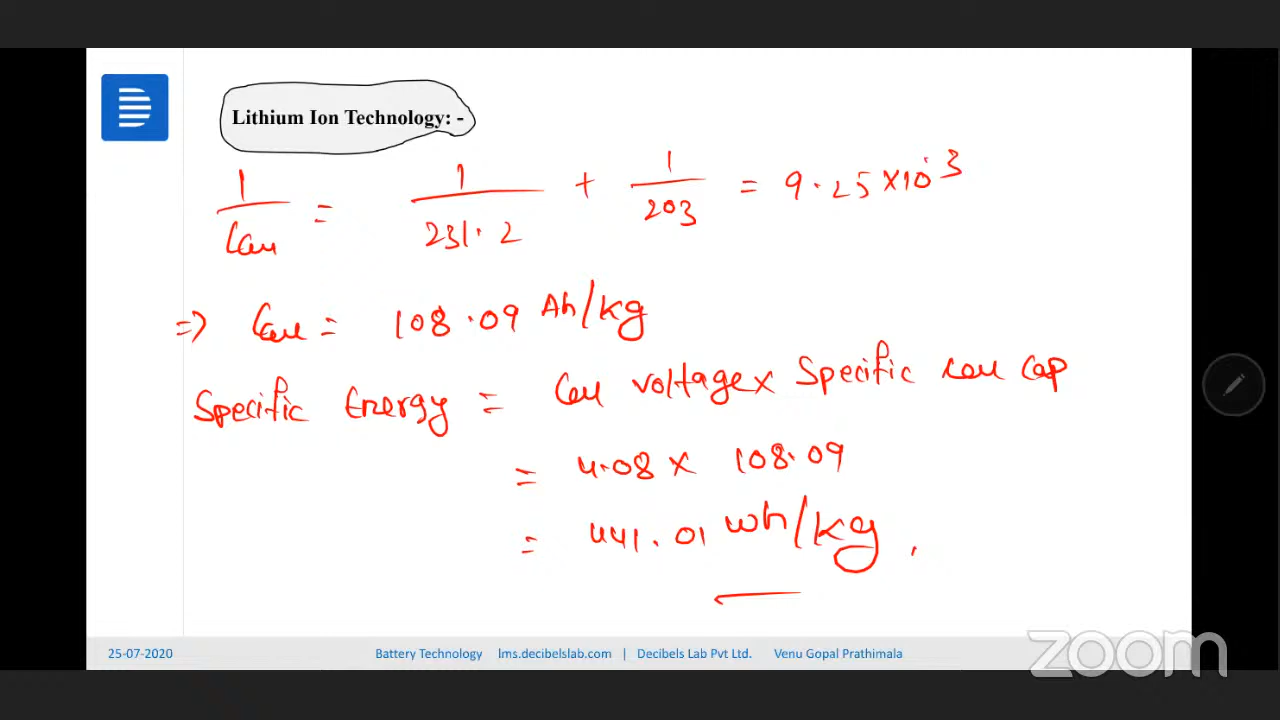 Lithium Ion Technology: -
1/Cell = 1/231.2 + 1/203 = 9.25 × 10^-3
=> Cell = 108.09 Ah/kg
Specific Energy = Cell voltage × Specific cell cap
= 4.08 × 108.09
= 441.01 Wh/kg.
25-07-2020 Battery Technology lms.decibelslab.com | Decibels Lab Pvt Ltd. Venu Gopal Prathimala
zoom